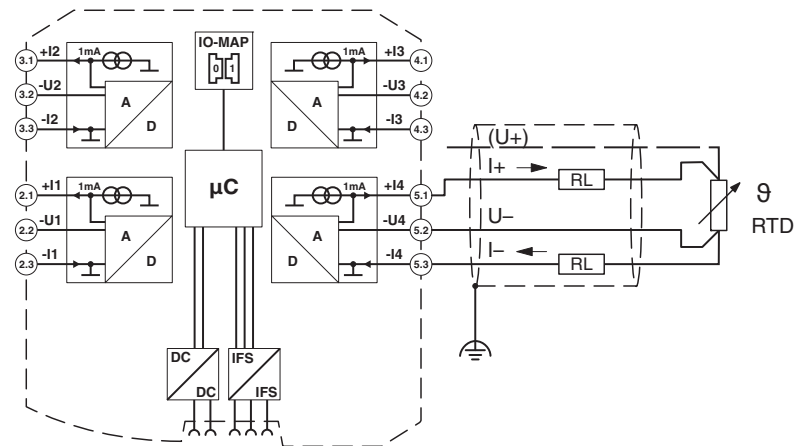 IO-MAP
0 1
3.1 +I2 1mA
3.2 -U2
3.3 -I2
A
D
1mA +I3 4.1
-U3 4.2
-I3 4.3
A
D
µC
2.1 +I1 1mA
2.2 -U1
2.3 -I1
A
D
1mA +I4 5.1
-U4 5.2
-I4 5.3
A
D
(U+)
I+
RL
U–
I–
RL
ϑ
RTD
DC
DC
IFS
IFS